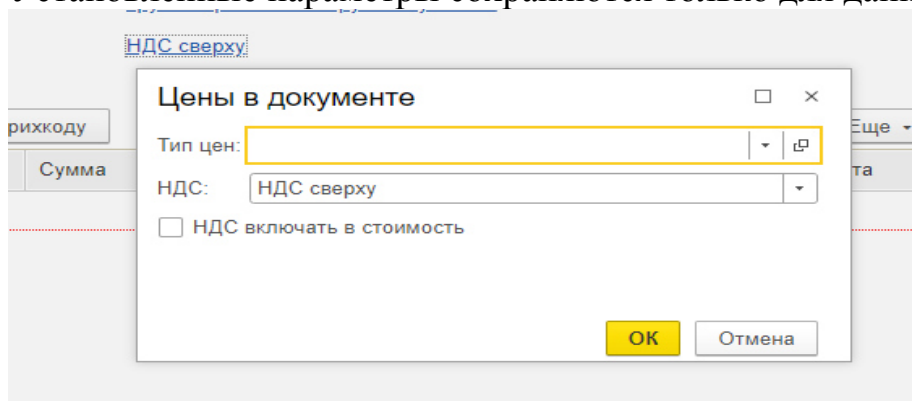 НДС сверху
Цены в документе
рихкоду
Еще
Тип цен:
Сумма
та
НДС: НДС сверху
НДС включать в стоимость
ОК Отмена